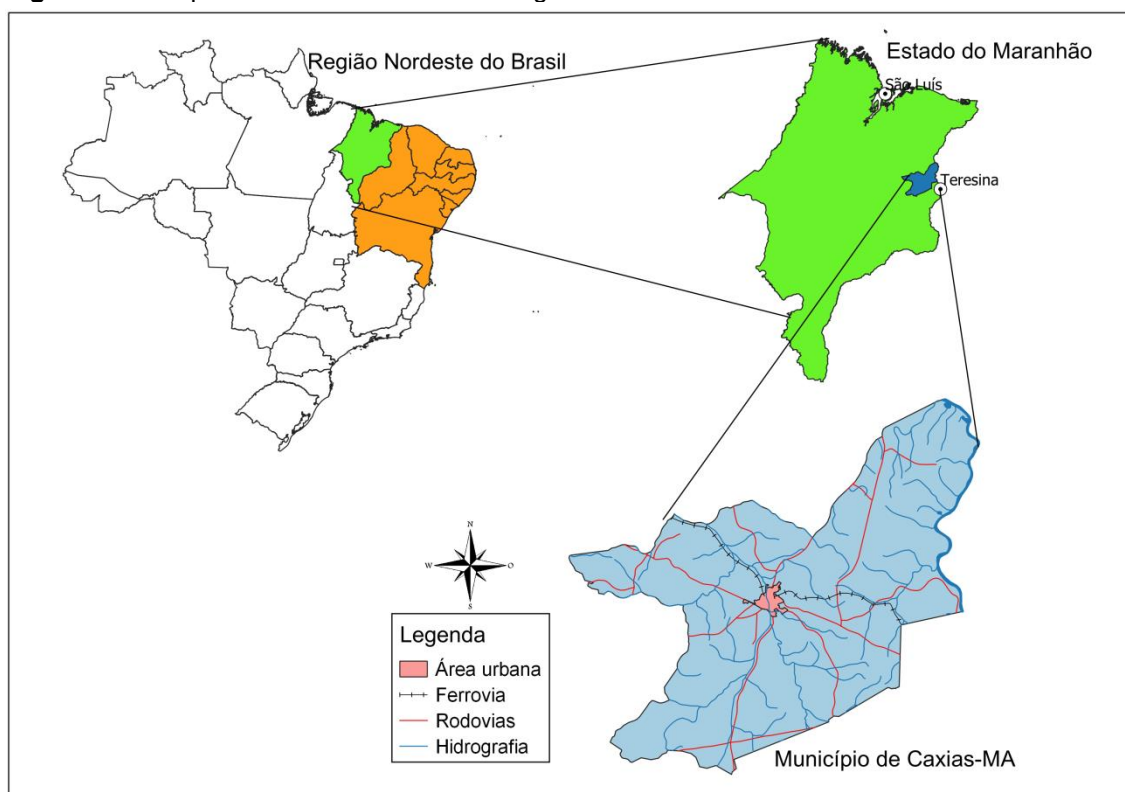 Região Nordeste do Brasil
Estado do Maranhão
São Luís
Teresina
N
W O
S
Legenda
Área urbana
Ferrovia
Rodovias
Hidrografia
Município de Caxias-MA